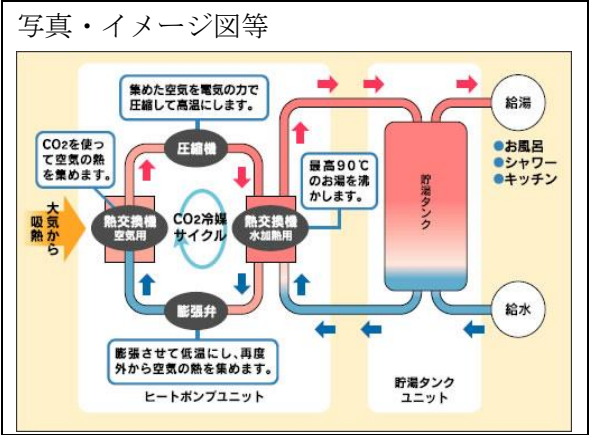 写真・イメージ図等
集めた空気を電気の力で
圧縮して高温にします。
CO2を使っ
て空気の熱
を集めます。
圧縮機
最高90℃
のお湯を沸
かします。
大気から
吸熱
熱交換機
空気用
CO2冷媒
サイクル
熱交換機
水加熱用
膨張弁
膨張させて低温にし、再度
外から空気の熱を集めます。
ヒートポンプユニット
貯湯タンク
貯湯タンク
ユニット
給湯
●お風呂
●シャワー
●キッチン
給水